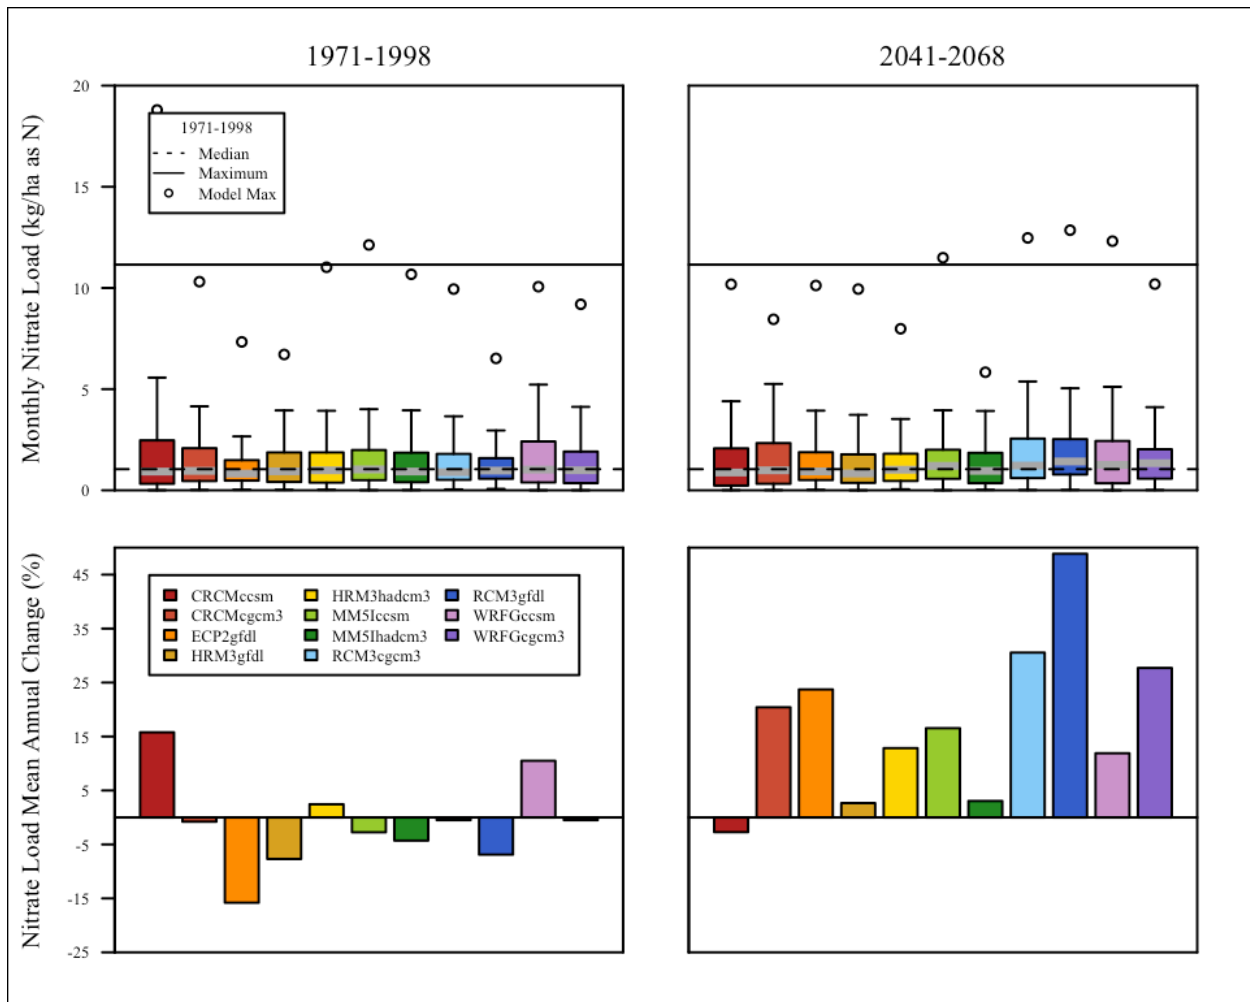 1971-1998
2041-2068
Monthly Nitrate Load (kg/ha as N)
20
15
10
5
0
1971-1998
Median
Maximum
Model Max
Nitrate Load Mean Annual Change (%)
45
35
25
15
5
-5
-15
-25
CRCMccsm
CRCMcgcm3
ECP2gfdl
HRM3gfdl
HRM3hadcm3
MM5Iccsm
MM5Ihadcm3
RCM3cgcm3
RCM3gfdl
WRFGccsm
WRFGcgcm3